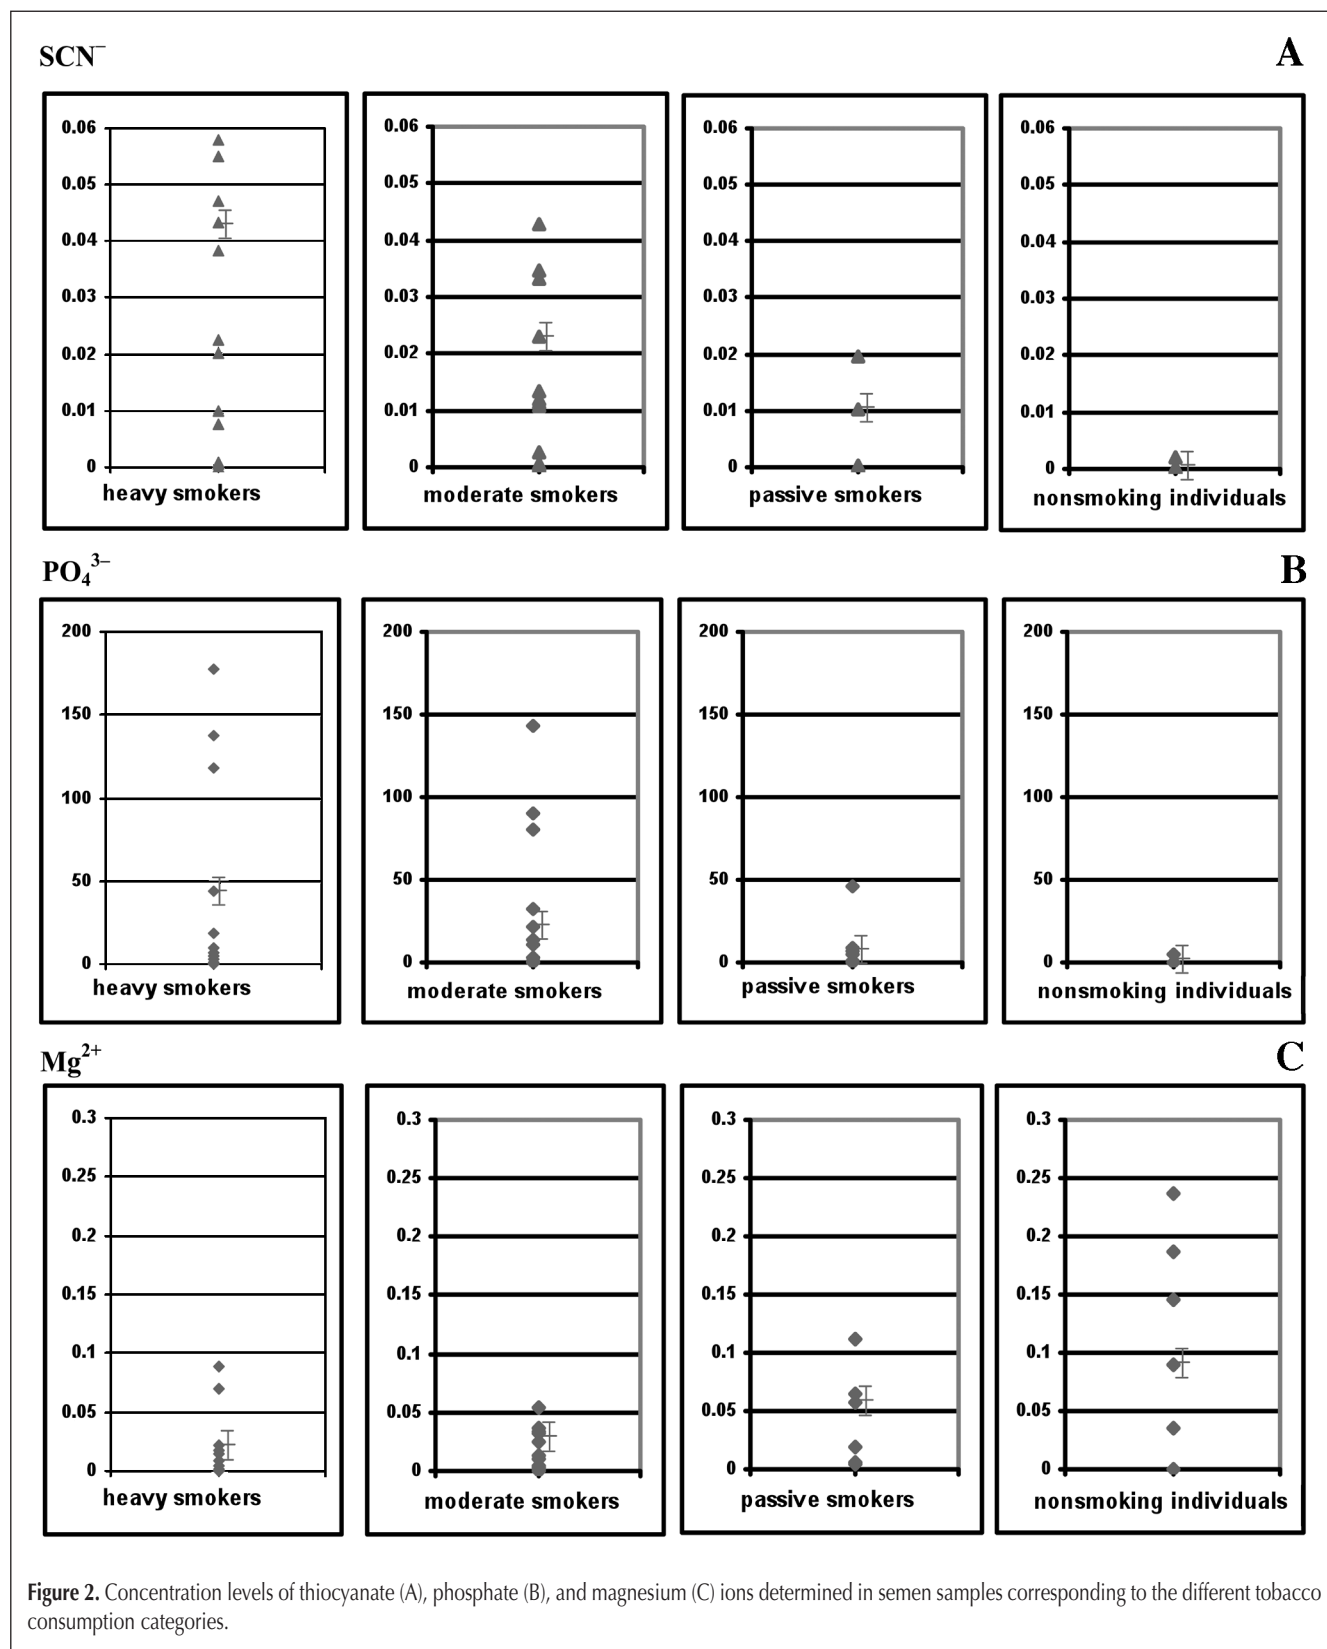 SCN⁻ A
0.06 0.06 0.06 0.06
0.05 0.05 0.05 0.05
0.04 0.04 0.04 0.04
0.03 0.03 0.03 0.03
0.02 0.02 0.02 0.02
0.01 0.01 0.01 0.01
0 0 0 0
heavy smokers moderate smokers passive smokers nonsmoking individuals
PO₄³⁻ B
200 200 200 200
150 150 150 150
100 100 100 100
50 50 50 50
0 0 0 0
heavy smokers moderate smokers passive smokers nonsmoking individuals
Mg²⁺ C
0.3 0.3 0.3 0.3
0.25 0.25 0.25 0.25
0.2 0.2 0.2 0.2
0.15 0.15 0.15 0.15
0.1 0.1 0.1 0.1
0.05 0.05 0.05 0.05
0 0 0 0
heavy smokers moderate smokers passive smokers nonsmoking individuals
Figure 2. Concentration levels of thiocyanate (A), phosphate (B), and magnesium (C) ions determined in semen samples corresponding to the different tobacco
consumption categories.